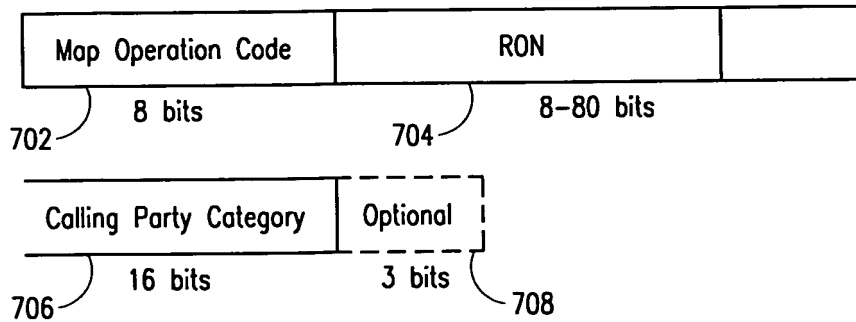 Map Operation Code RON
8 bits 8-80 bits
702 704
Calling Party Category Optional
16 bits 3 bits
706 708